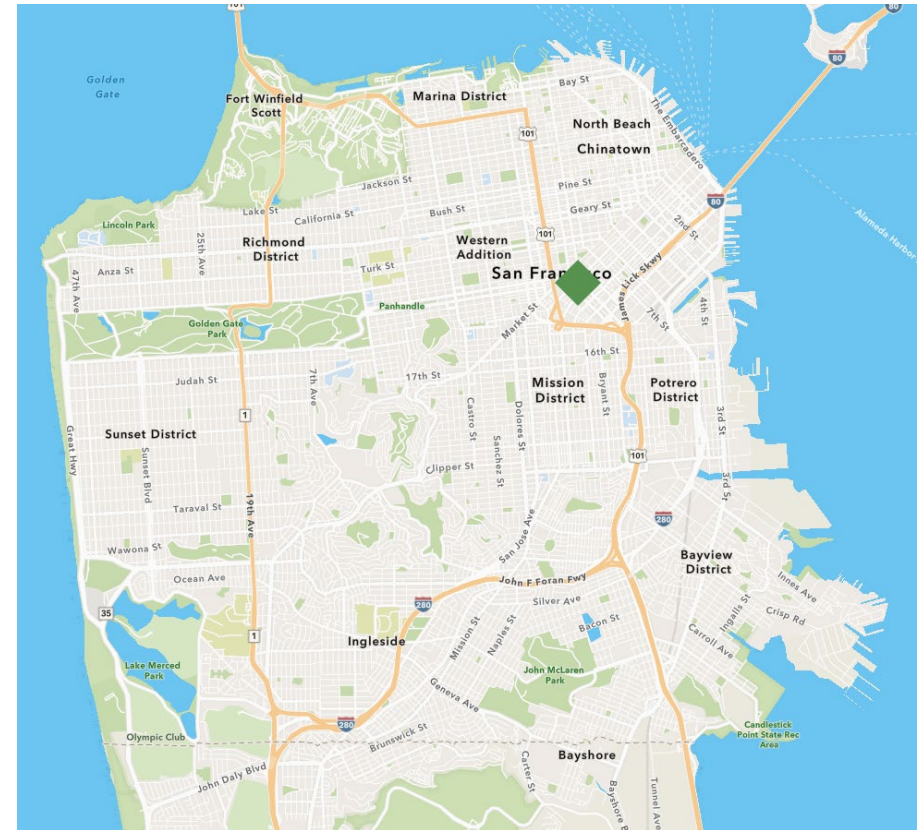 101
80
Golden
Gate
80
Bay St
Fort Winfield
Scott
Marina District
The Embarcadero
North Beach
101
Chinatown
Jackson St
Pine St
80
Lake St
California St
Bush St
Geary St
2nd St
Alameda Harbor
Lincoln Park
25th Ave
101
Richmond
District
Western
Addition
Anza St
47th Ave
Turk St
San Fran
co
James Lick Skwy
Panhandle
4th St
Golden Gate
Park
Market St
7th St
16th St
Judah St
7th Ave
17th St
Mission
District
Bryant St
Potrero
District
Castro St
Dolores St
1
3rd St
Sunset District
Great Hwy
Sanchez St
Sunset Blvd
Clipper St
101
3rd St
19th Ave
Taraval St
280
San Jose Ave
Wawona St
Bayview
District
Ocean Ave
John F Foran Fwy
Innes Ave
35
280
Silver Ave
Ingalls St
Crisp Rd
1
Ingleside
Mission St
Naples St
Bacon St
Carroll Ave
Lake Merced
Park
John McLaren
Park
Geneva Ave
280
Candlestick
Point State Rec
Area
Olympic Club
Brunswick St
Bayshore
John Daly Blvd
Carter St
Bayshore B
Tunnel Ave